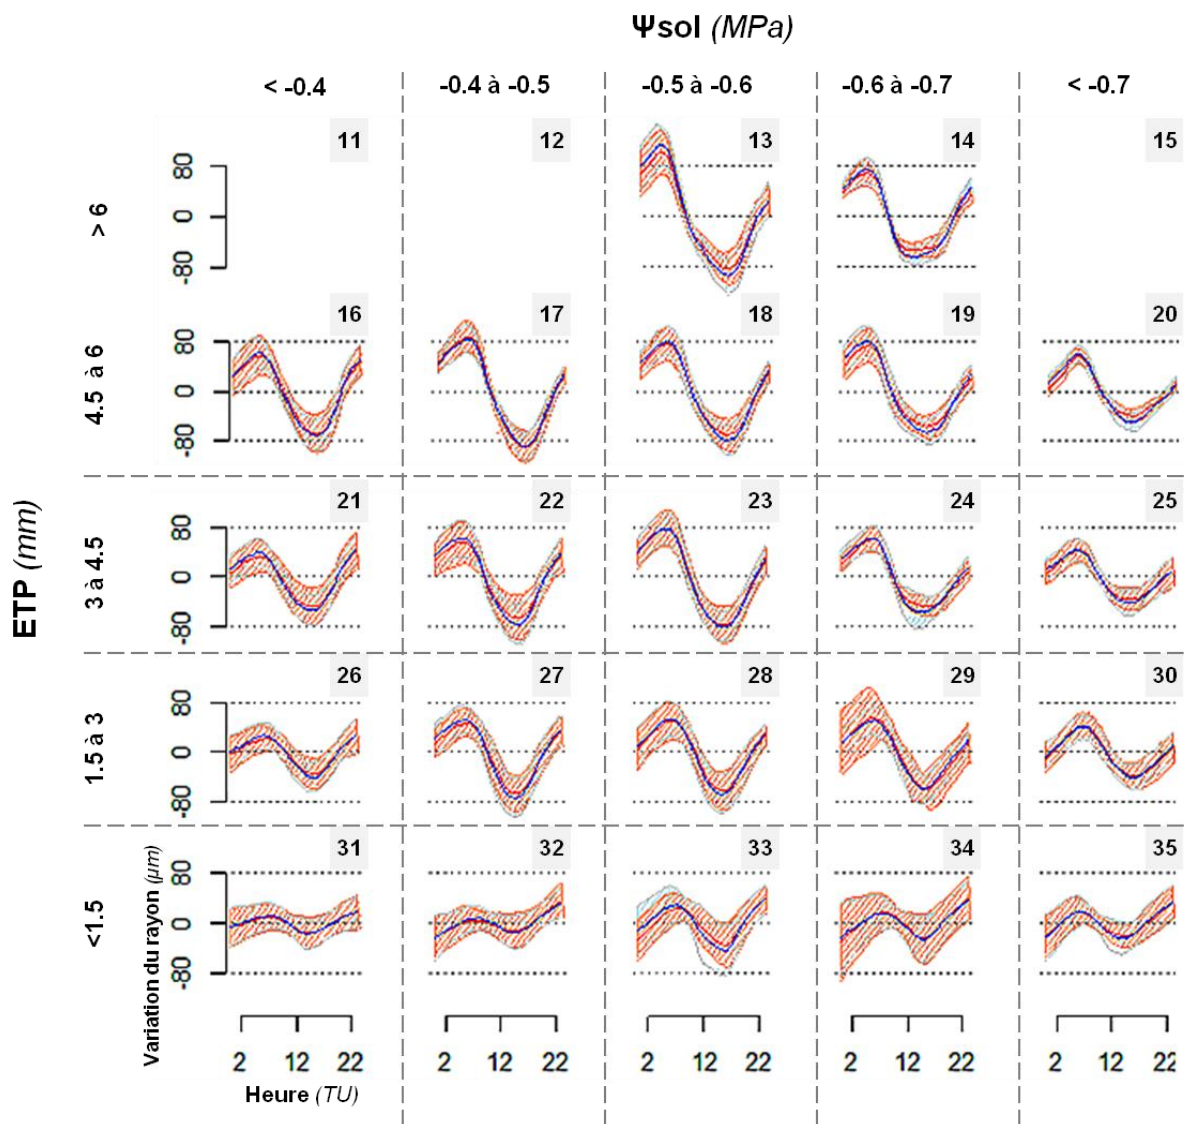 Ψsol (MPa)
< -0.4 -0.4 à -0.5 -0.5 à -0.6 -0.6 à -0.7 < -0.7
11 12 13 14 15
> 6
80
0
-80
16 17 18 19 20
4.5 à 6
80
0
-80
ETP (mm)
21 22 23 24 25
3 à 4.5
80
0
-80
26 27 28 29 30
1.5 à 3
80
0
-80
31 32 33 34 35
<1.5
Variation du rayon (µm)
80
0
-80
2 12 22 2 12 22 2 12 22 2 12 22 2 12 22
Heure (TU)